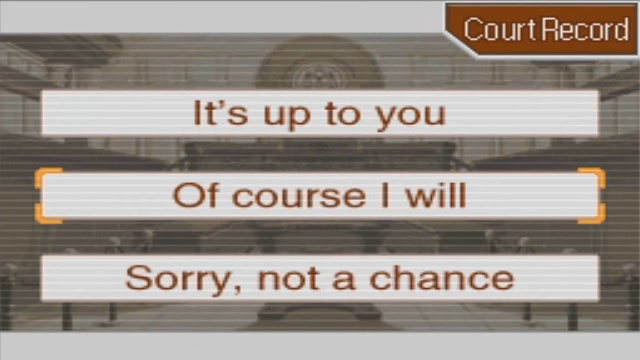 Court Record
It's up to you
Of course I will
Sorry, not a chance